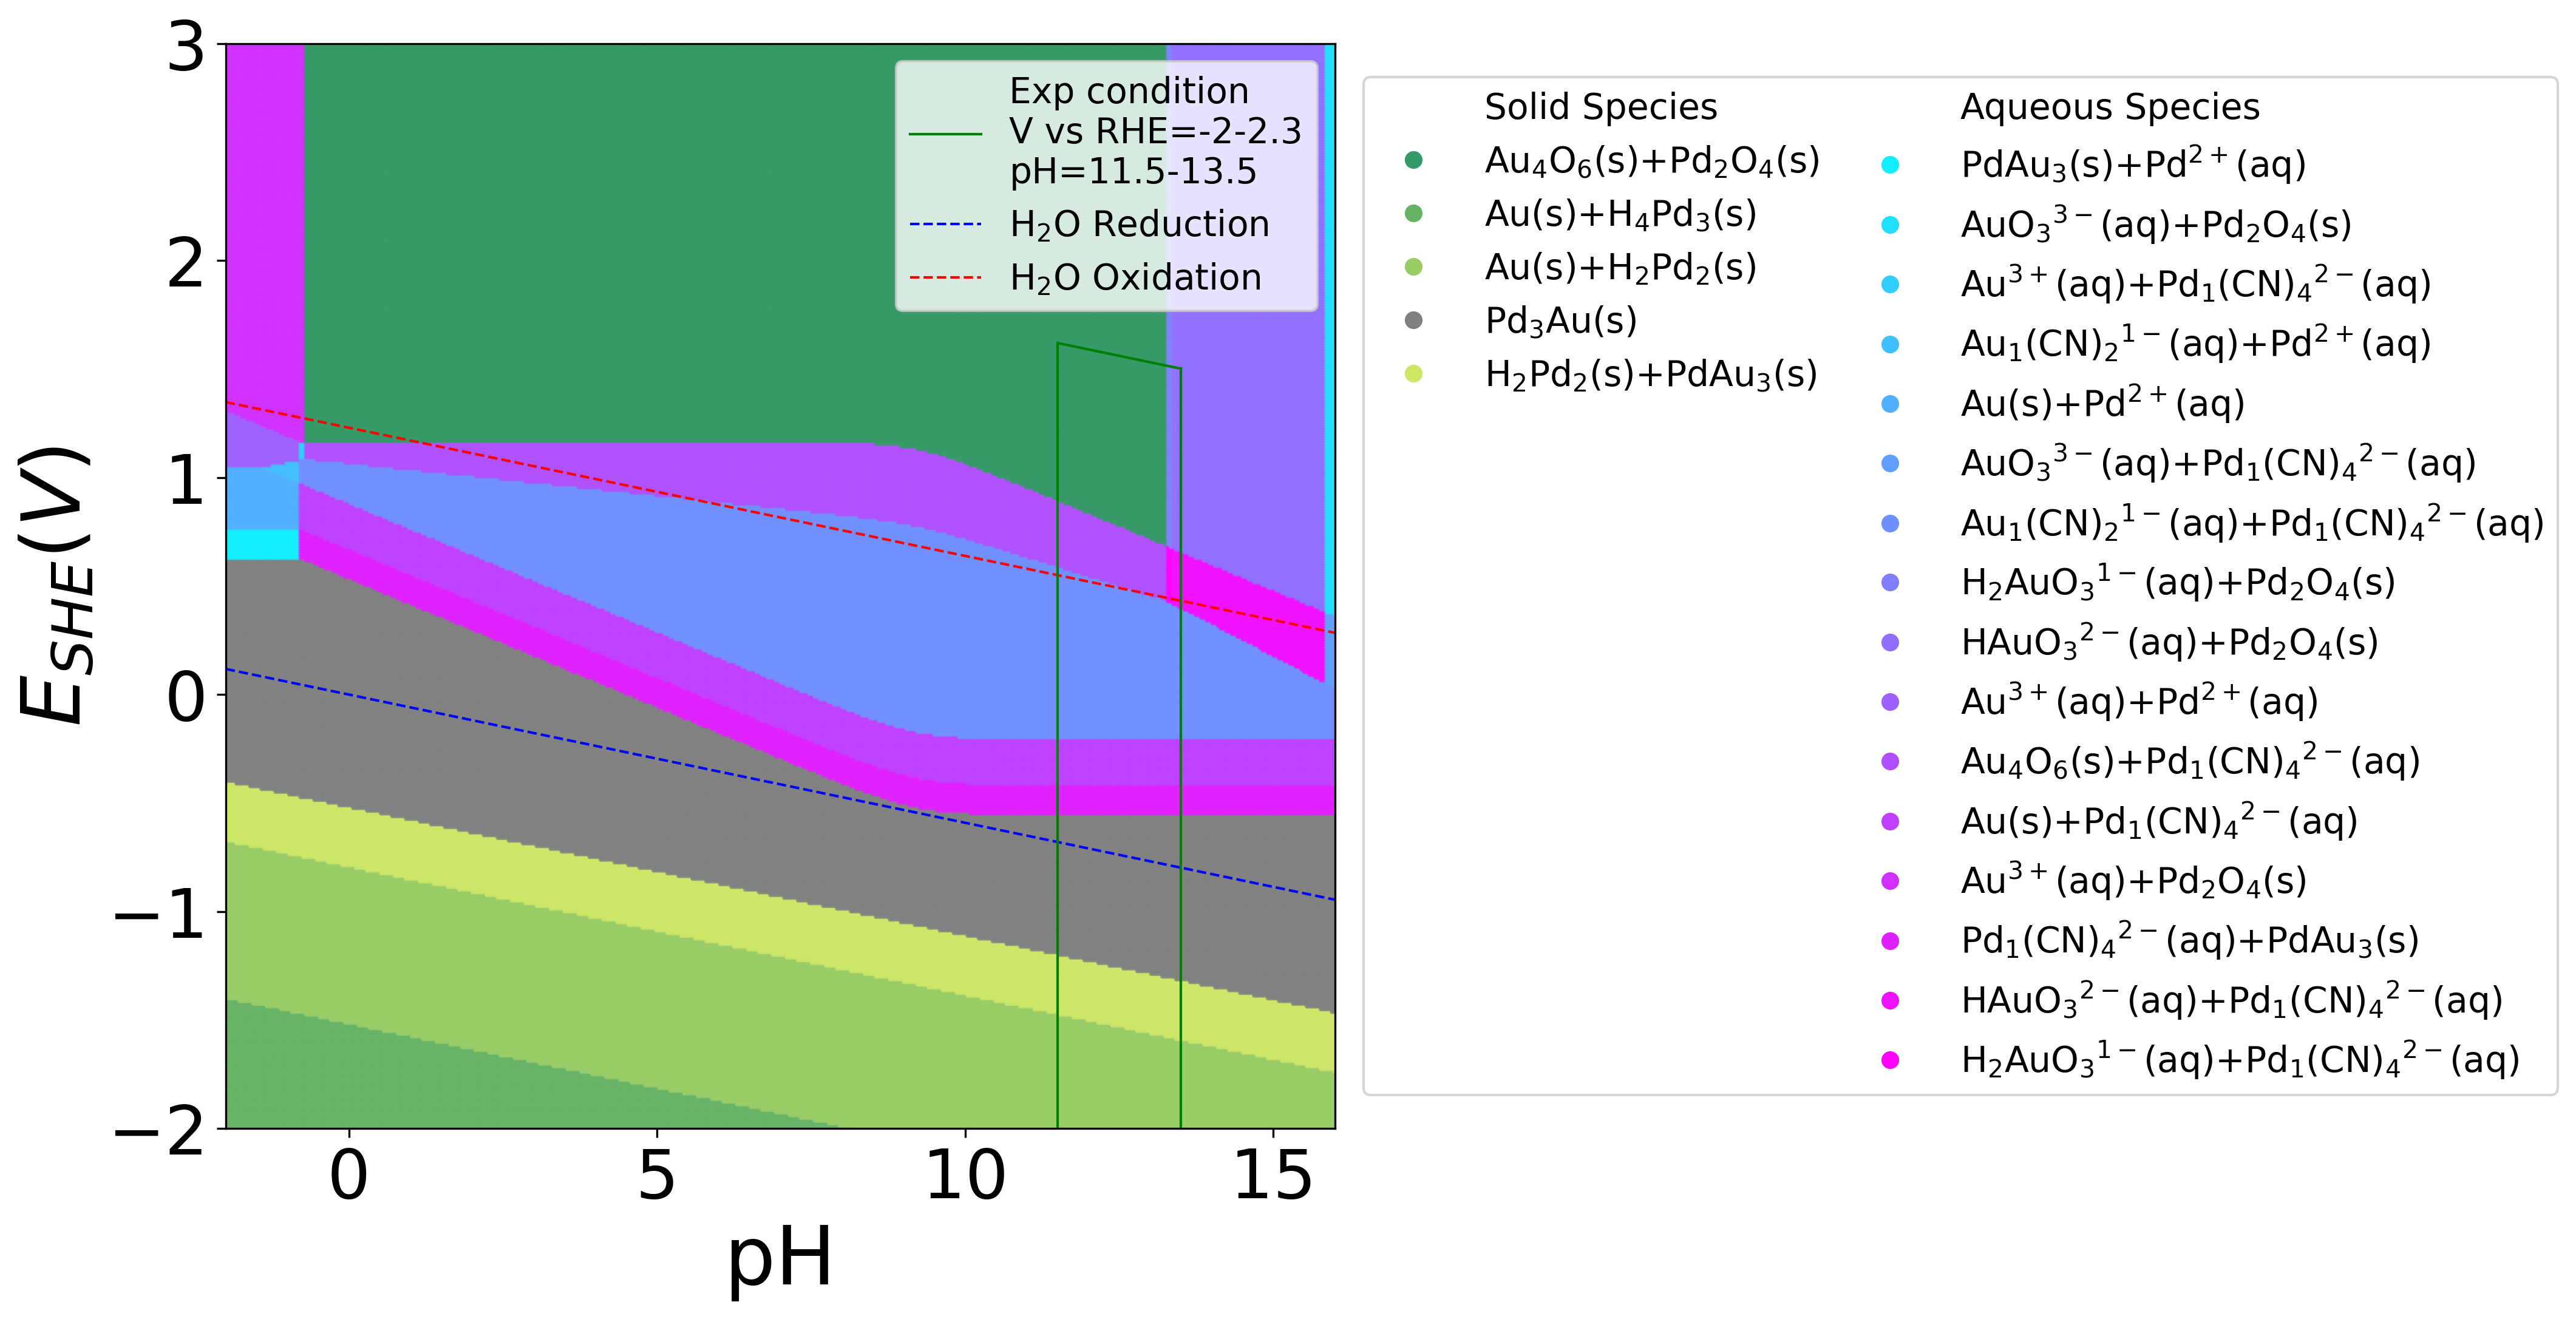 3
2
1
0
−1
−2
E_SHE(V)
0 5 10 15
pH
Exp condition
V vs RHE=-2-2.3
pH=11.5-13.5
H₂O Reduction
H₂O Oxidation
Solid Species
Au₄O₆(s)+Pd₂O₄(s)
Au(s)+H₄Pd₃(s)
Au(s)+H₂Pd₂(s)
Pd₃Au(s)
H₂Pd₂(s)+PdAu₃(s)
Aqueous Species
PdAu₃(s)+Pd²⁺(aq)
AuO₃³⁻(aq)+Pd₂O₄(s)
Au³⁺(aq)+Pd₁(CN)₄²⁻(aq)
Au₁(CN)₂¹⁻(aq)+Pd²⁺(aq)
Au(s)+Pd²⁺(aq)
AuO₃³⁻(aq)+Pd₁(CN)₄²⁻(aq)
Au₁(CN)₂¹⁻(aq)+Pd₁(CN)₄²⁻(aq)
H₂AuO₃¹⁻(aq)+Pd₂O₄(s)
HAuO₃²⁻(aq)+Pd₂O₄(s)
Au³⁺(aq)+Pd²⁺(aq)
Au₄O₆(s)+Pd₁(CN)₄²⁻(aq)
Au(s)+Pd₁(CN)₄²⁻(aq)
Au³⁺(aq)+Pd₂O₄(s)
Pd₁(CN)₄²⁻(aq)+PdAu₃(s)
HAuO₃²⁻(aq)+Pd₁(CN)₄²⁻(aq)
H₂AuO₃¹⁻(aq)+Pd₁(CN)₄²⁻(aq)